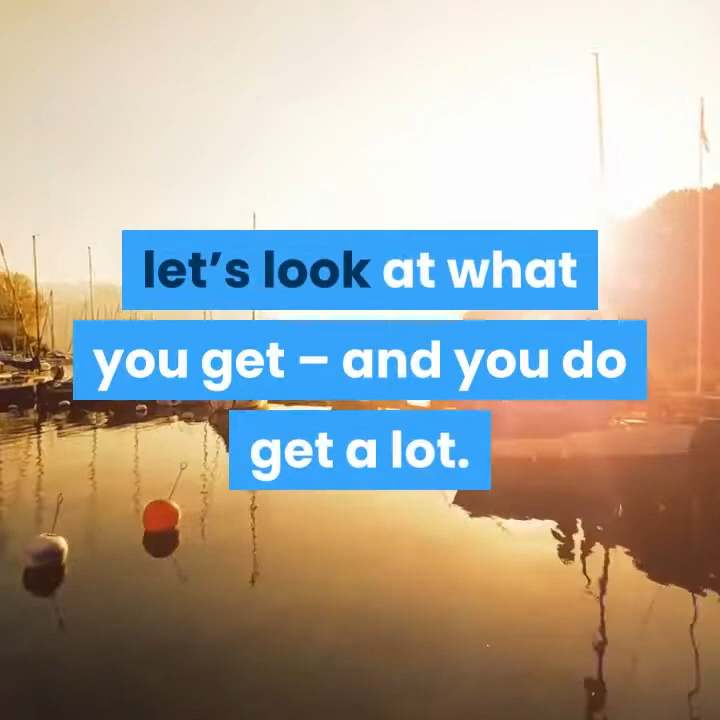 let’s look at what
you get – and you do
get a lot.